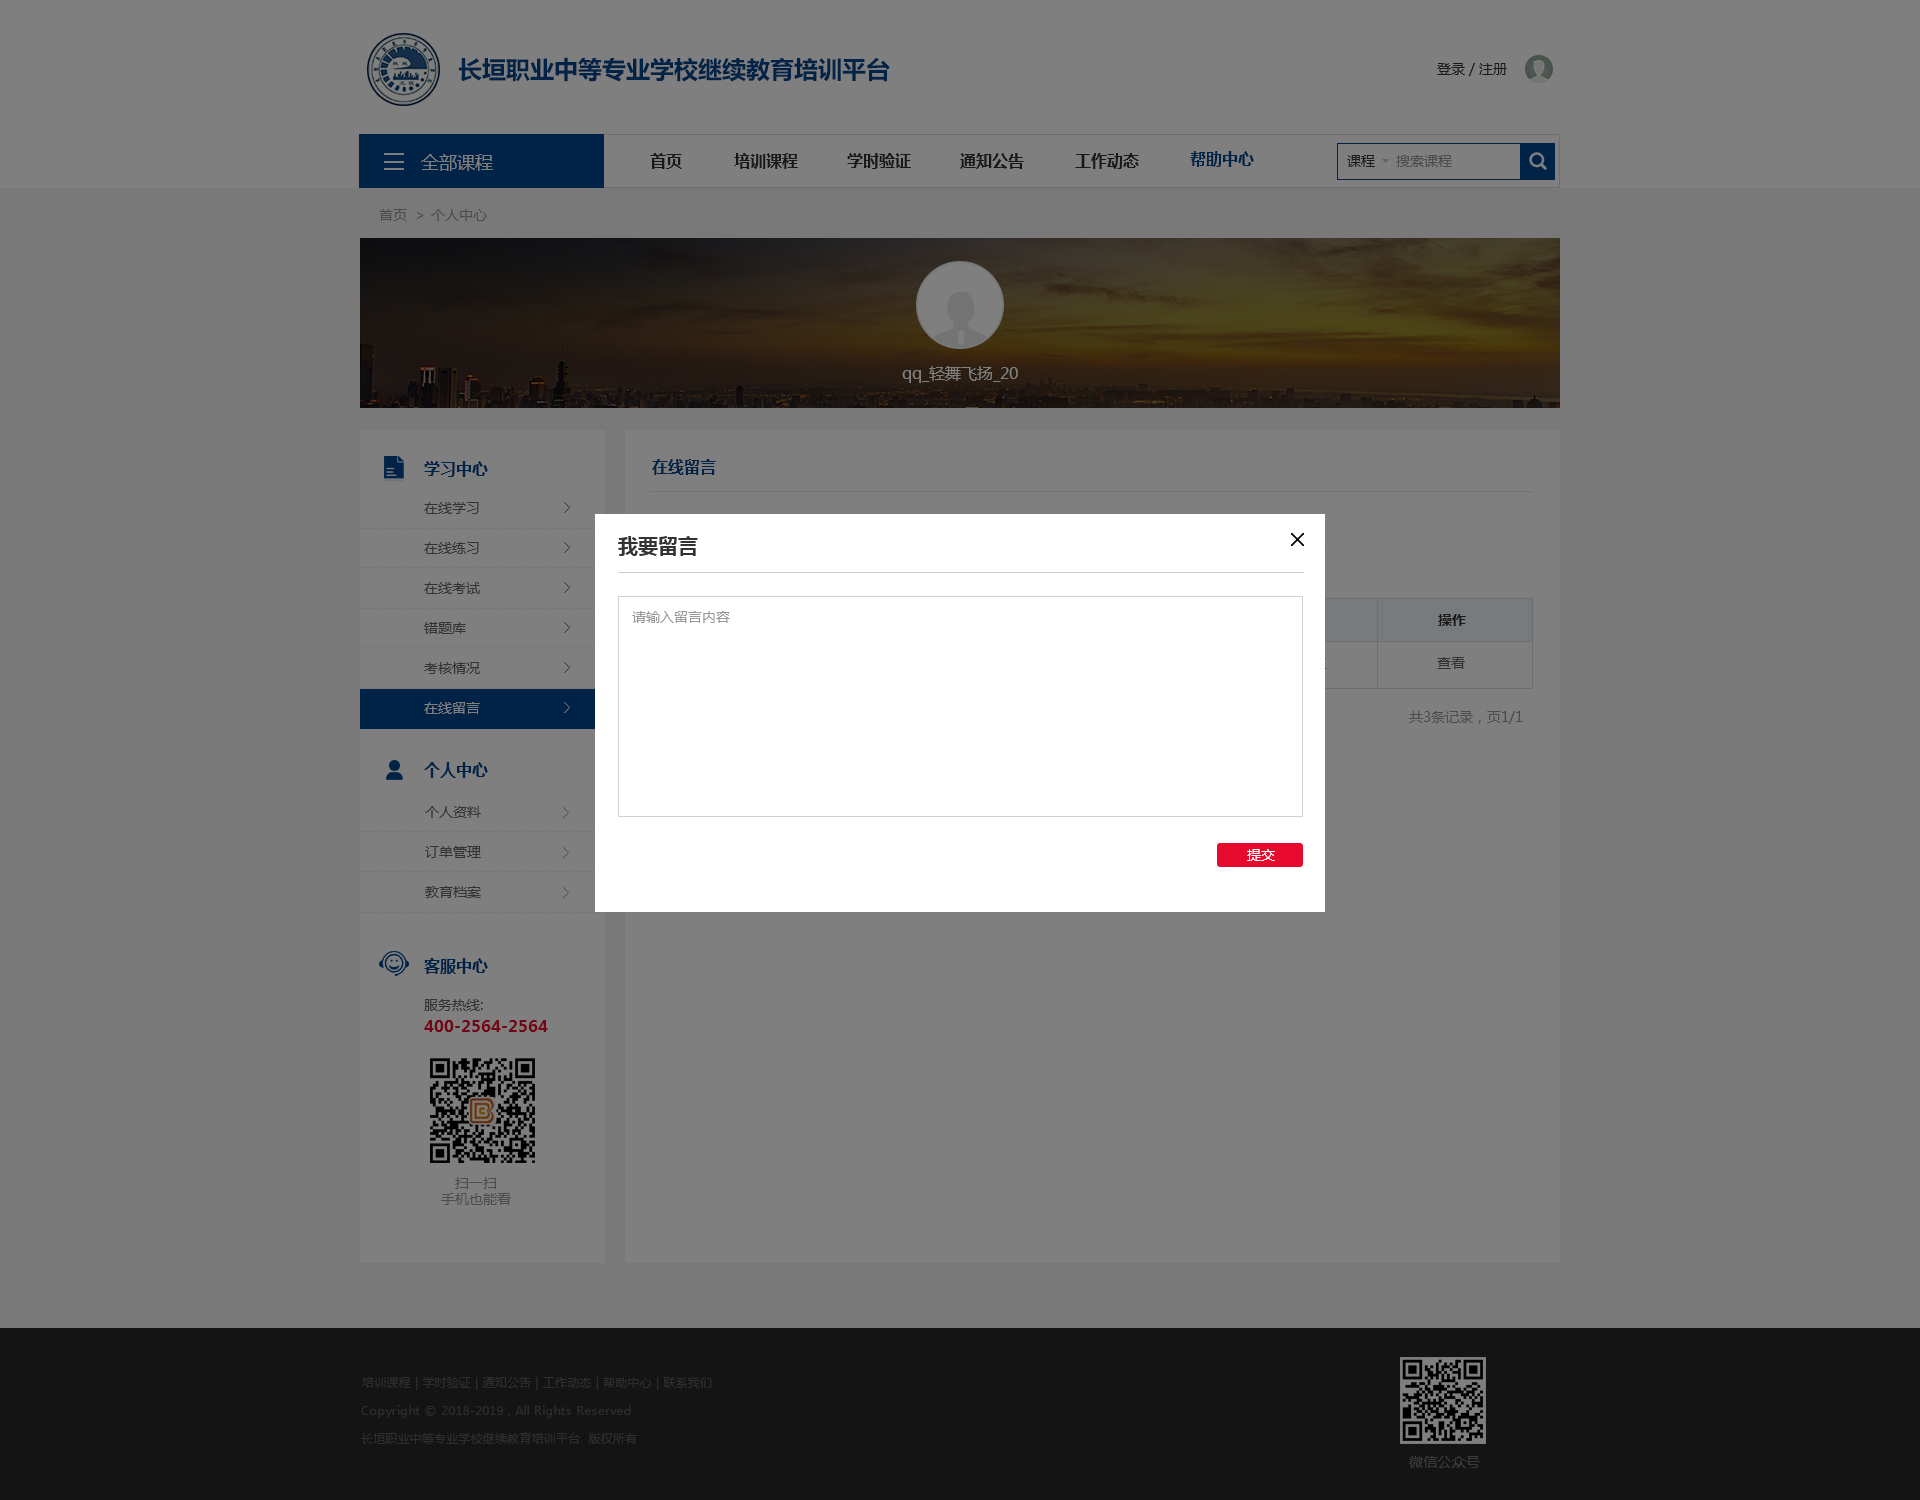 长垣职业中等专业学校继续教育培训平台
登录 / 注册
全部课程
首页 培训课程 学时验证 通知公告 工作动态 帮助中心
课程 搜索课程
首页 > 个人中心
qq_轻舞飞扬_20
学习中心
在线学习
在线练习
在线考试
错题库
考核情况
在线留言
个人中心
个人资料
订单管理
教育档案
客服中心
服务热线:
400-2564-2564
扫一扫
手机也能看
在线留言
操作
查看
共3条记录，页1/1
我要留言
请输入留言内容
提交
培训课程 | 学时验证 | 通知公告 | 工作动态 | 帮助中心 | 联系我们
Copyright © 2018-2019 , All Rights Reserved
长垣职业中等专业学校继续教育培训平台 版权所有
微信公众号